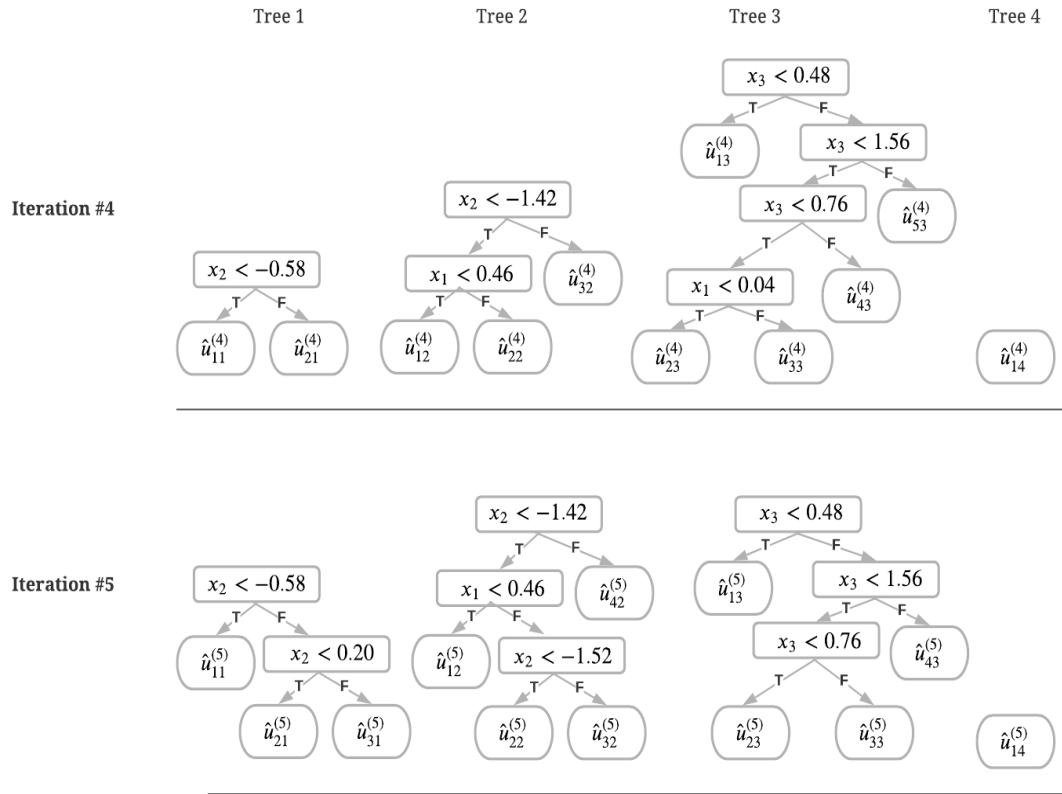 Tree 1 Tree 2 Tree 3 Tree 4
x₃ < 0.48
T F
û₁₃⁽⁴⁾ x₃ < 1.56
T F
Iteration #4 x₂ < −1.42 x₃ < 0.76 û₅₃⁽⁴⁾
T F T F
x₂ < −0.58 x₁ < 0.46 û₃₂⁽⁴⁾ x₁ < 0.04 û₄₃⁽⁴⁾
T F T F T F
û₁₁⁽⁴⁾ û₂₁⁽⁴⁾ û₁₂⁽⁴⁾ û₂₂⁽⁴⁾ û₂₃⁽⁴⁾ û₃₃⁽⁴⁾ û₁₄⁽⁴⁾
x₂ < −1.42 x₃ < 0.48
T F T F
Iteration #5 x₂ < −0.58 x₁ < 0.46 û₄₂⁽⁵⁾ û₁₃⁽⁵⁾ x₃ < 1.56
T F T F T F
û₁₁⁽⁵⁾ x₂ < 0.20 û₁₂⁽⁵⁾ x₂ < −1.52 x₃ < 0.76 û₄₃⁽⁵⁾
T F T F T F
û₂₁⁽⁵⁾ û₃₁⁽⁵⁾ û₂₂⁽⁵⁾ û₃₂⁽⁵⁾ û₂₃⁽⁵⁾ û₃₃⁽⁵⁾ û₁₄⁽⁵⁾